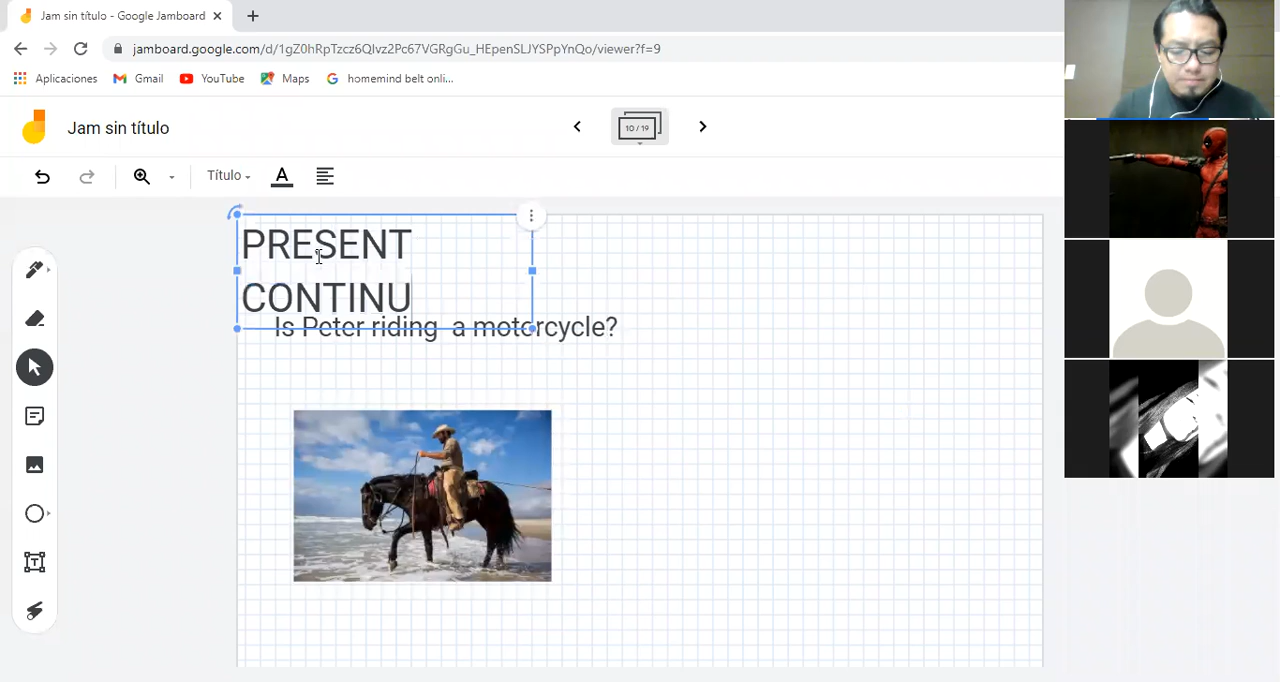 Jam sin título - Google Jamboard
jamboard.google.com/d/1gZ0hRpTzcz6QIvz2Pc67VGRgGu_HEpenSLJYSPpYnQo/viewer?f=9
Aplicaciones Gmail YouTube Maps homemind belt onli...
Jam sin título
10 / 19
Título
PRESENT
CONTINU
Is Peter riding a motorcycle?